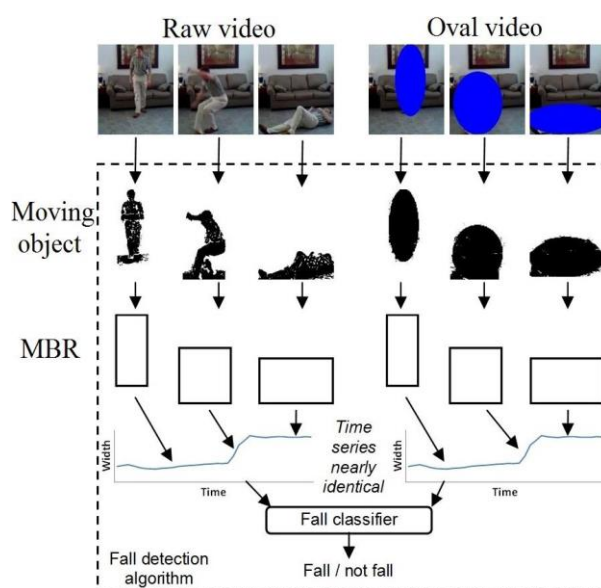 Raw video
Oval video
Moving
object
MBR
Width
Time
Time
series
nearly
identical
Width
Time
Fall classifier
Fall / not fall
Fall detection
algorithm